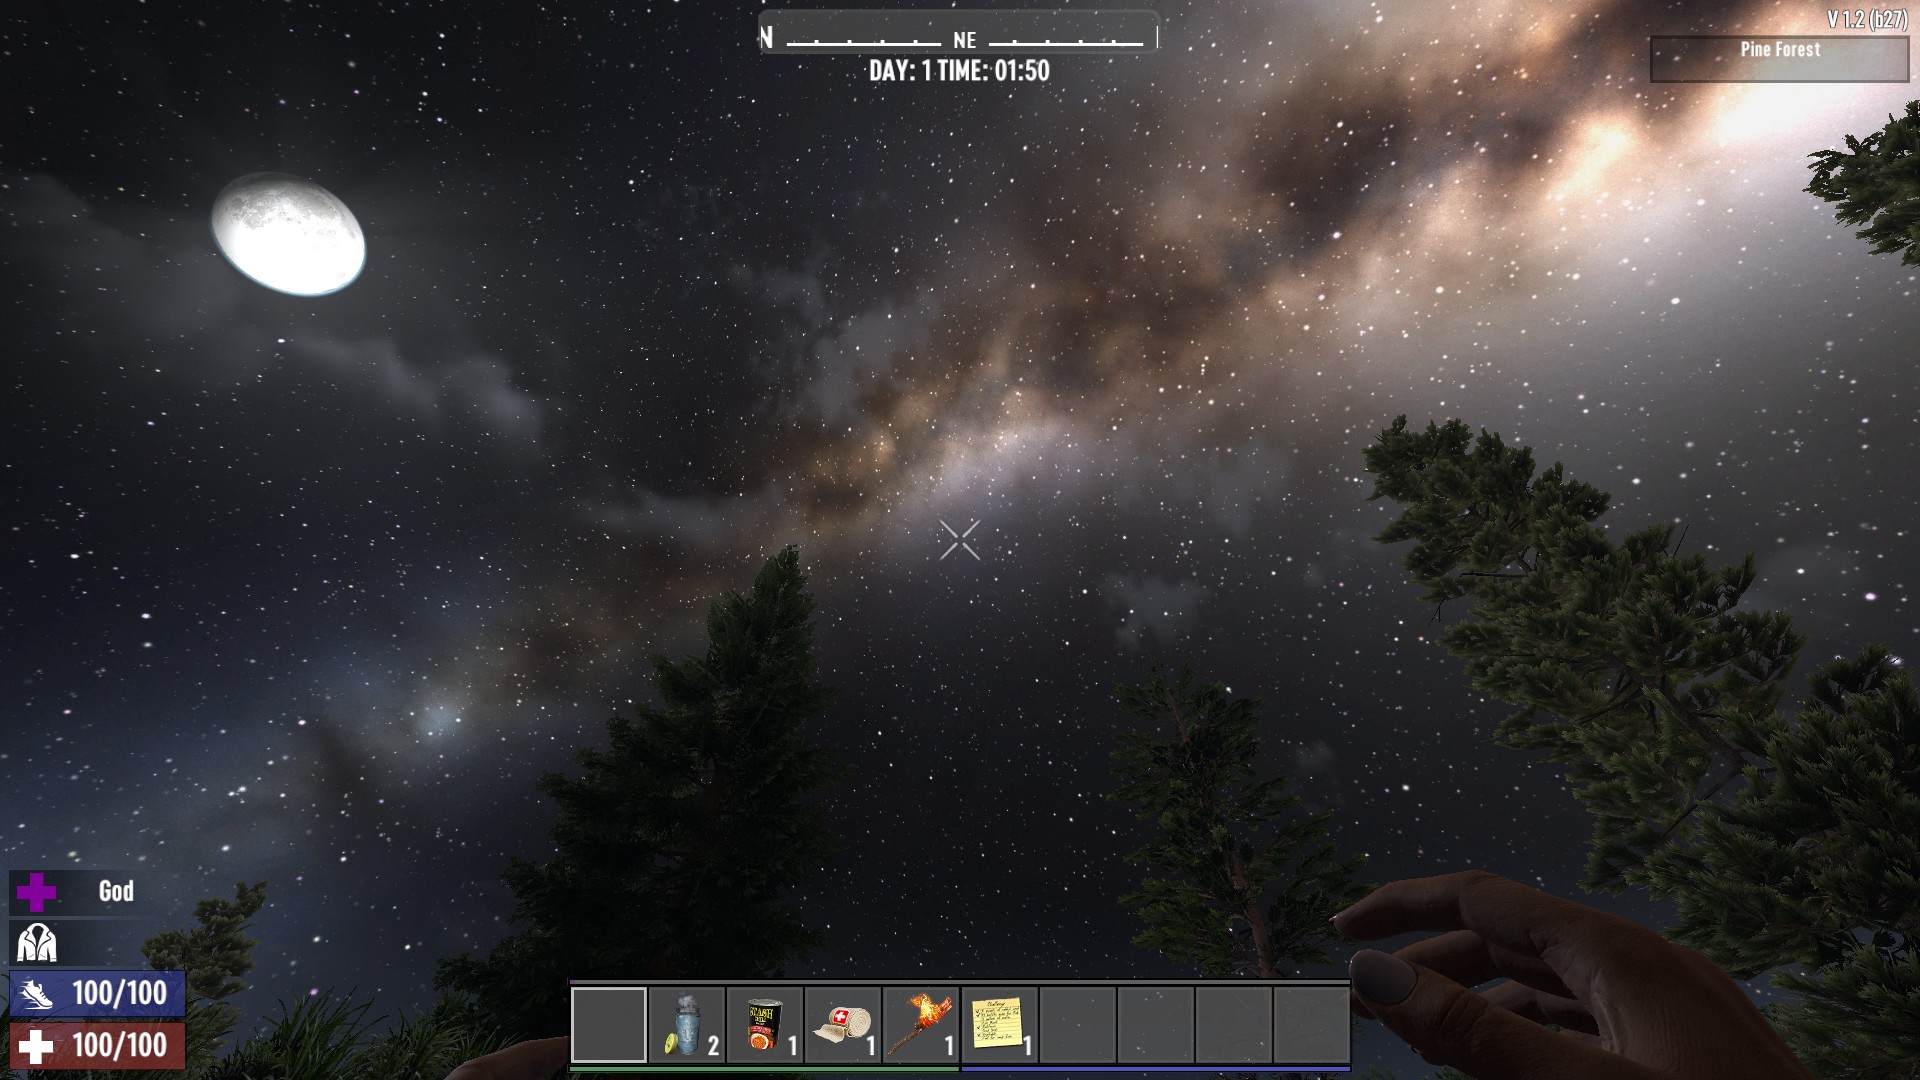 N NE
DAY: 1 TIME: 01:50
V 1.2 (b27)
Pine Forest
God
100/100
100/100
2 1 1 1 1